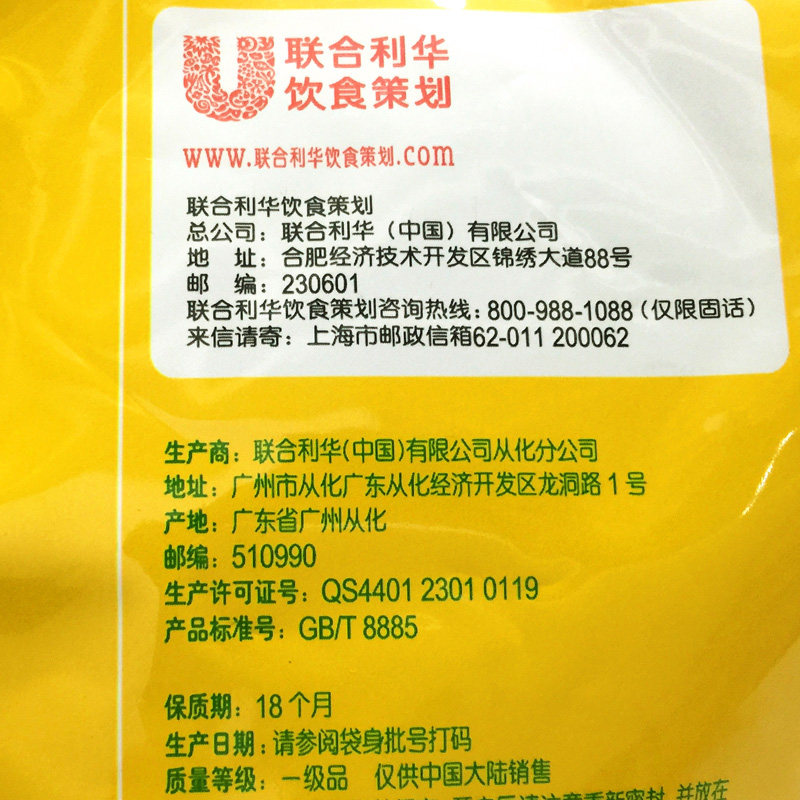 联合利华
饮食策划
www.联合利华饮食策划.com
联合利华饮食策划
总公司：联合利华（中国）有限公司
地 址：合肥经济技术开发区锦绣大道88号
邮 编：230601
联合利华饮食策划咨询热线：800-988-1088（仅限固话）
来信请寄：上海市邮政信箱62-011 200062
生产商：联合利华(中国)有限公司从化分公司
地址：广州市从化广东从化经济开发区龙洞路1号
产地：广东省广州从化
邮编：510990
生产许可证号：QS4401 2301 0119
产品标准号：GB/T 8885
保质期：18个月
生产日期：请参阅袋身批号打码
质量等级：一级品 仅供中国大陆销售
请注意重新密封 并放在